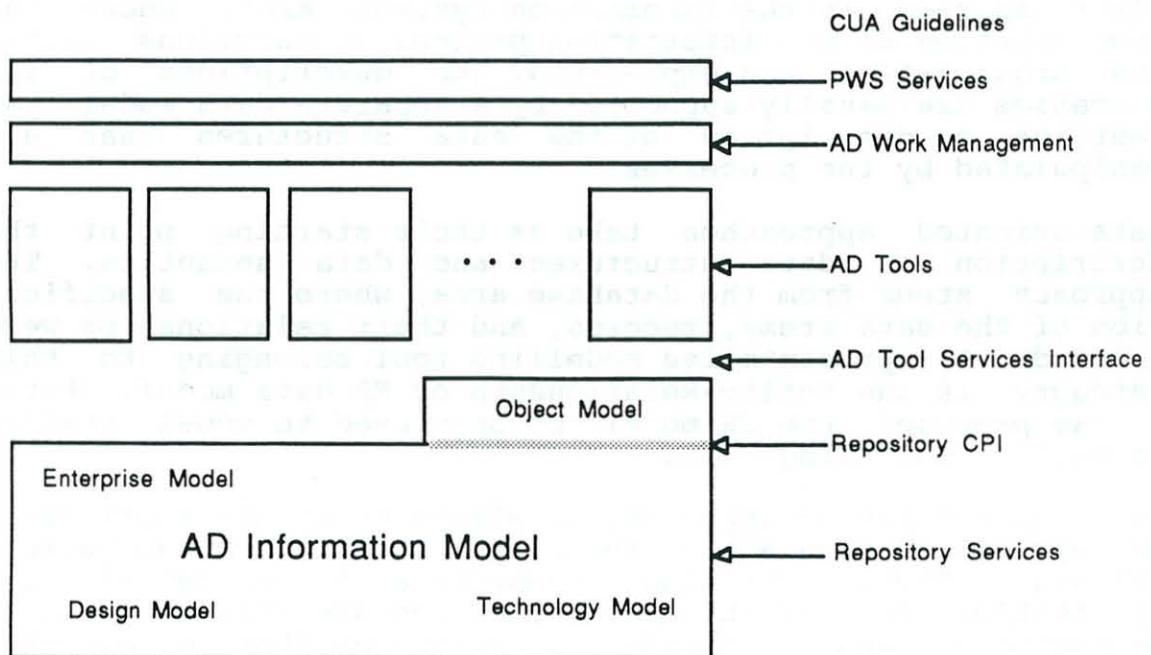 CUA Guidelines
PWS Services
AD Work Management
...
AD Tools
AD Tool Services Interface
Object Model
Repository CPI
Enterprise Model
AD Information Model
Repository Services
Design Model
Technology Model